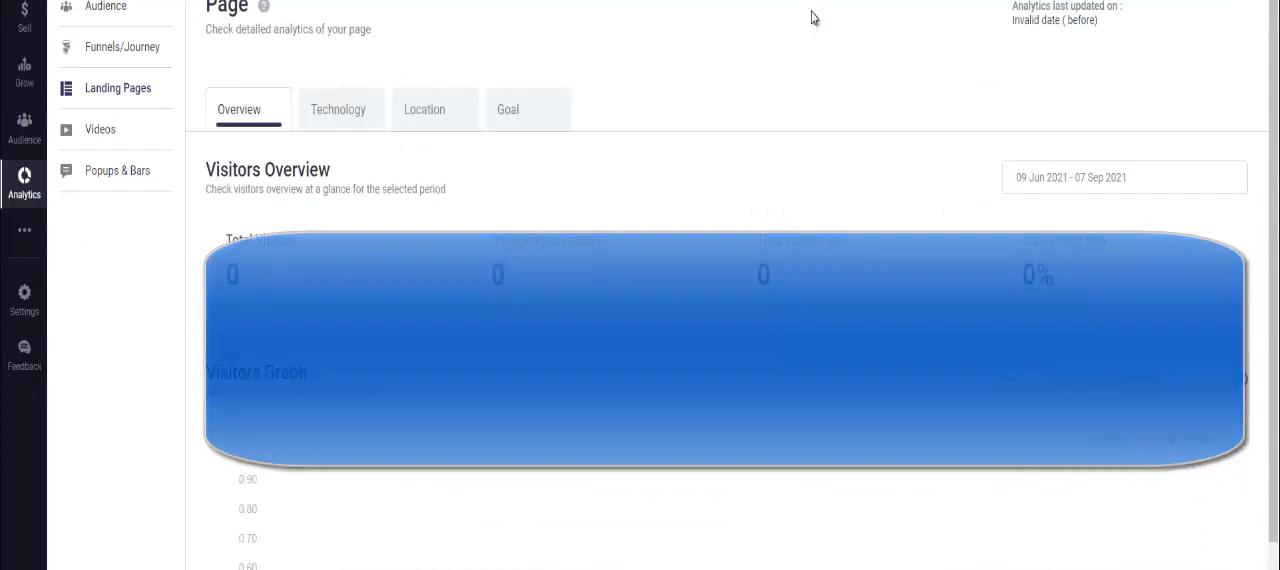 Sell
Grow
Audience
Analytics
Settings
Feedback
Audience
Funnels/Journey
Landing Pages
Videos
Popups & Bars
Page ?
Check detailed analytics of your page
Analytics last updated on :
Invalid date ( before)
Overview
Technology
Location
Goal
Visitors Overview
Check visitors overview at a glance for the selected period
09 Jun 2021 - 07 Sep 2021
Total Visitors
0
0
0
0%
Visitors Graph
0.90
0.80
0.70
0.60